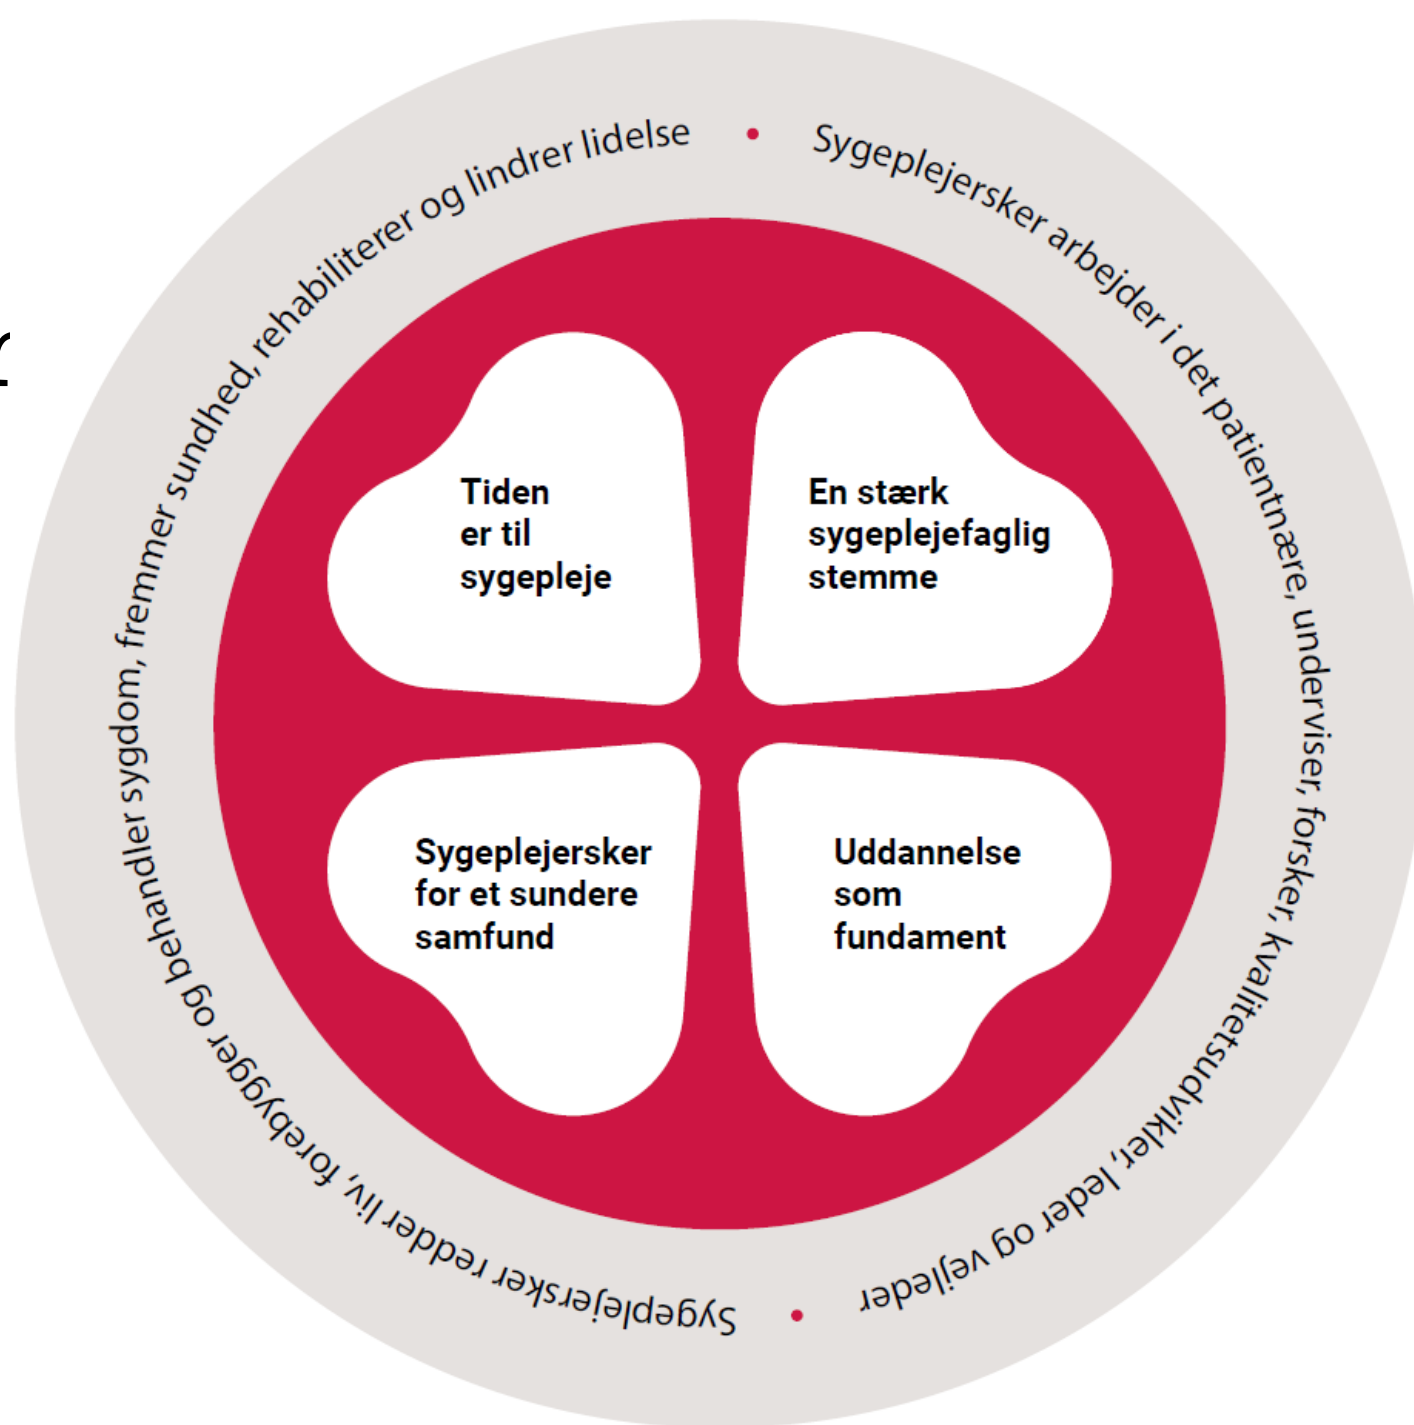 Sygeplejersker arbejder i det patientnære, underviser, forsker, kvalitetsudvikler, leder og vejleder
Sygeplejersker redder liv, forebygger og behandler sygdom, fremmer sundhed, rehabiliterer og lindrer lidelse
Tiden
er til
sygepleje
En stærk
sygeplejefaglig
stemme
Sygeplejersker
for et sundere
samfund
Uddannelse
som
fundament